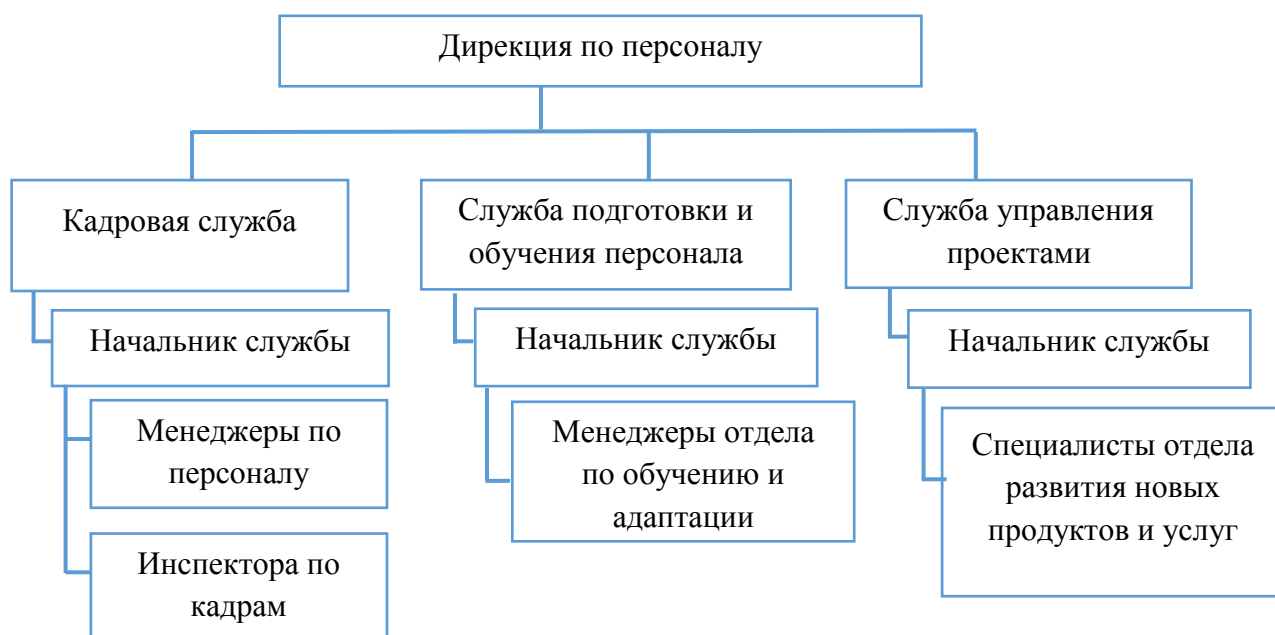 Дирекция по персоналу
Кадровая служба
Служба подготовки и
обучения персонала
Служба управления
проектами
Начальник службы
Начальник службы
Начальник службы
Менеджеры по
персоналу
Менеджеры отдела
по обучению и
адаптации
Специалисты отдела
развития новых
продуктов и услуг
Инспектора по
кадрам